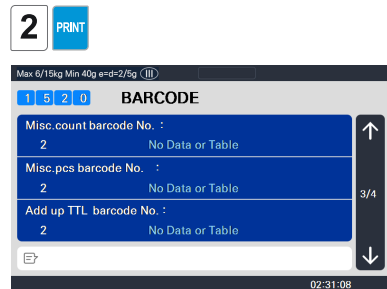 2 PRINT
Max 6/15kg Min 40g e=d=2/5g III
1 5 2 0 BARCODE
Misc.count barcode No. :
2 No Data or Table
Misc.pcs barcode No. :
2 No Data or Table
3/4
Add up TTL barcode No. :
2 No Data or Table
02:31:08